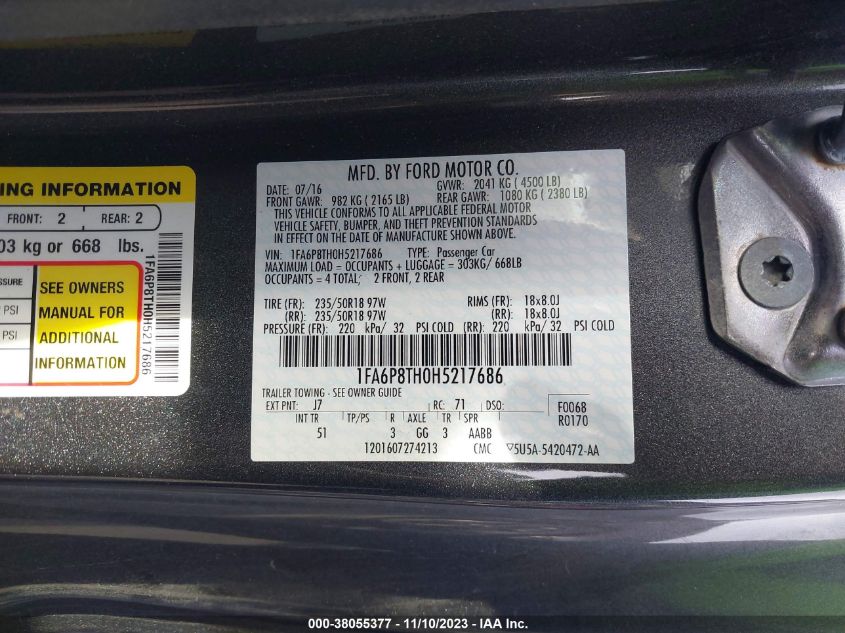 ING INFORMATION
FRONT: 2 REAR: 2
03 kg or 668 lbs.
SSURE
PSI
PSI
SEE OWNERS
MANUAL FOR
ADDITIONAL
INFORMATION
1FA6P8TH0H5217686
MFD. BY FORD MOTOR CO.
DATE: 07/16 GVWR: 2041 KG ( 4500 LB)
FRONT GAWR: 982 KG ( 2165 LB) REAR GAWR: 1080 KG ( 2380 LB)
THIS VEHICLE CONFORMS TO ALL APPLICABLE FEDERAL MOTOR
VEHICLE SAFETY, BUMPER, AND THEFT PREVENTION STANDARDS
IN EFFECT ON THE DATE OF MANUFACTURE SHOWN ABOVE.
VIN: 1FA6P8TH0H5217686 TYPE: Passenger Car
MAXIMUM LOAD = OCCUPANTS + LUGGAGE = 303KG/ 668LB
OCCUPANTS = 4 TOTAL; 2 FRONT, 2 REAR
TIRE (FR): 235/50R18 97W RIMS (FR): 18x8.0J
(RR): 235/50R18 97W (RR): 18x8.0J
PRESSURE (FR): 220 kPa/ 32 PSI COLD (RR): 220 kPa/ 32 PSI COLD
1FA6P8TH0H5217686
TRAILER TOWING - SEE OWNER GUIDE
EXT PNT: J7 RC: 71 DSO: F0068
INT TR TP/PS R AXLE TR SPR R0170
51 3 GG 3 AABB
1201607274213 CMC ▽5U5A-5420472-AA
000-38055377 - 11/10/2023 - IAAI.COM